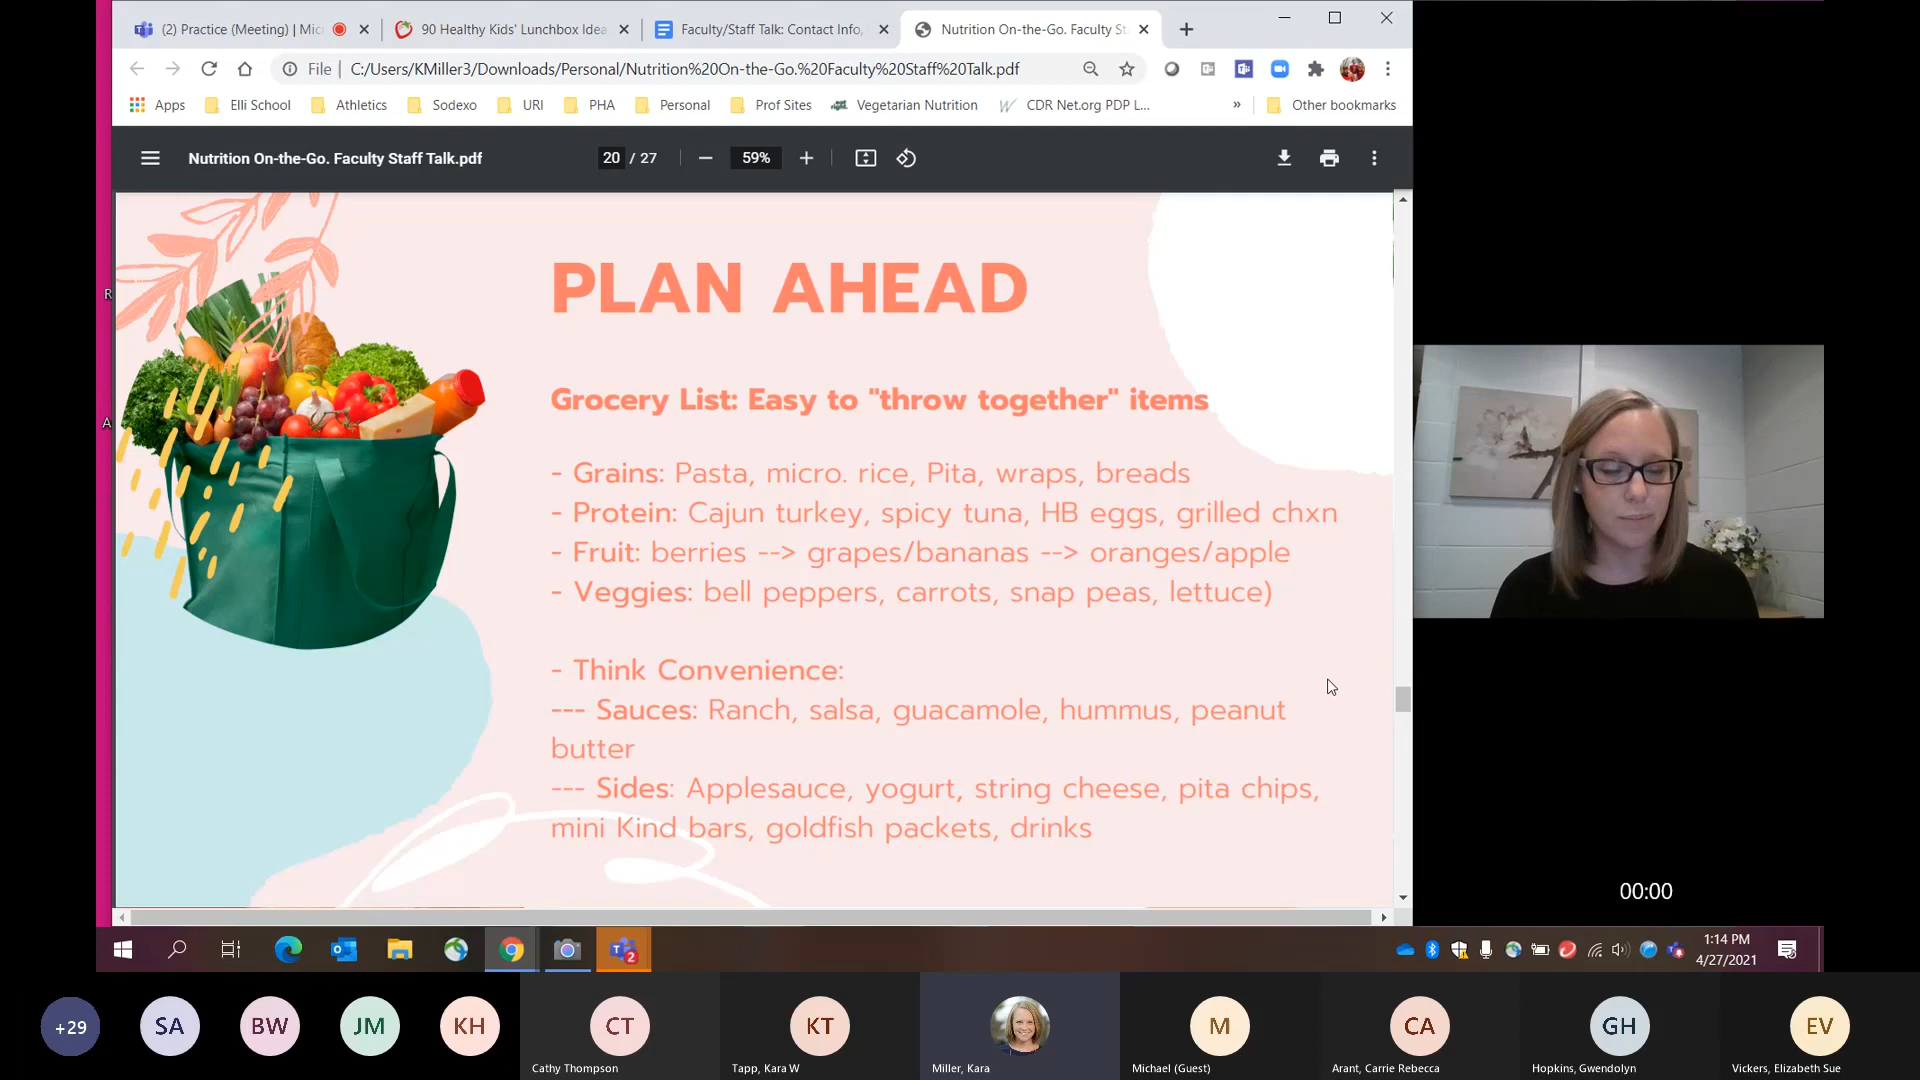 (2) Practice (Meeting) | Mic
90 Healthy Kids' Lunchbox Idea
Faculty/Staff Talk: Contact Info,
Nutrition On-the-Go. Faculty St
File | C:/Users/KMiller3/Downloads/Personal/Nutrition%20On-the-Go.%20Faculty%20Staff%20Talk.pdf
Apps Elli School Athletics Sodexo URI PHA Personal Prof Sites Vegetarian Nutrition CDR Net.org PDP L... » Other bookmarks
Nutrition On-the-Go. Faculty Staff Talk.pdf 20 / 27 59%
R
A
PLAN AHEAD
Grocery List: Easy to "throw together" items
- Grains: Pasta, micro. rice, Pita, wraps, breads
- Protein: Cajun turkey, spicy tuna, HB eggs, grilled chxn
- Fruit: berries --> grapes/bananas --> oranges/apple
- Veggies: bell peppers, carrots, snap peas, lettuce)
- Think Convenience:
--- Sauces: Ranch, salsa, guacamole, hummus, peanut
butter
--- Sides: Applesauce, yogurt, string cheese, pita chips,
mini Kind bars, goldfish packets, drinks
00:00
2
1:14 PM
4/27/2021
+29 SA BW JM KH CT KT M CA GH EV
Cathy Thompson Tapp, Kara W Miller, Kara Michael (Guest) Arant, Carrie Rebecca Hopkins, Gwendolyn Vickers, Elizabeth Sue